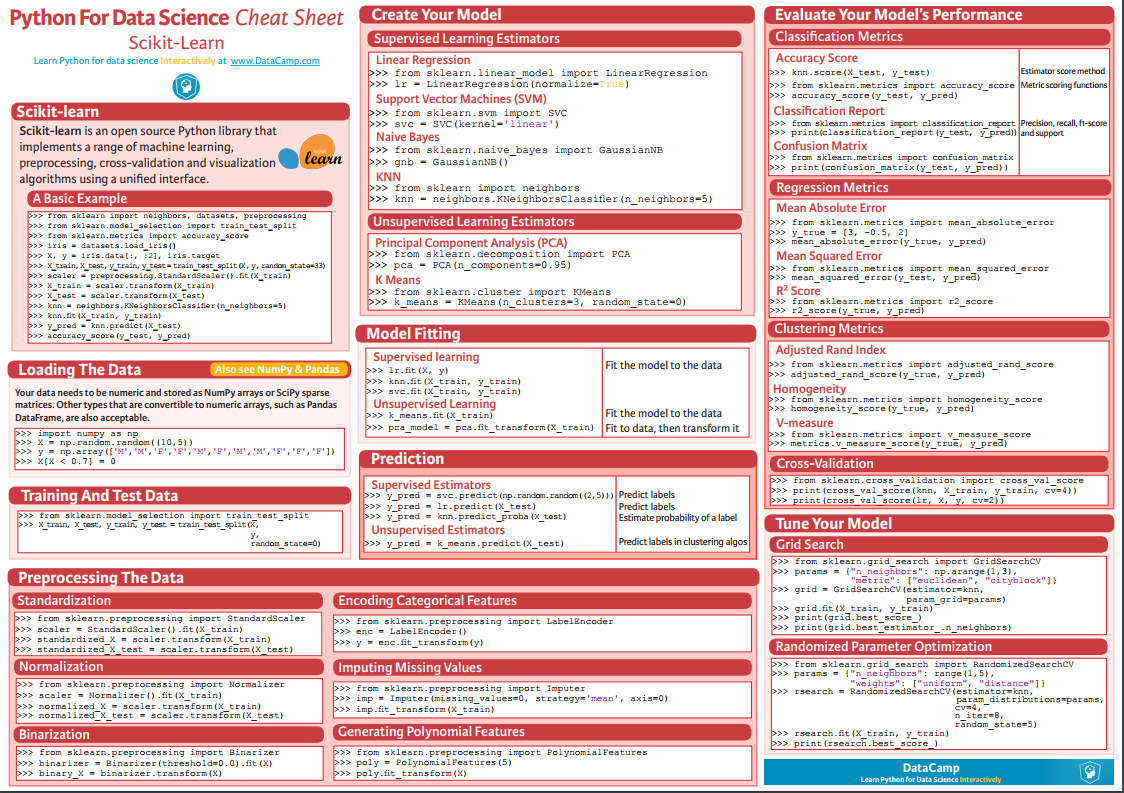 Python For Data Science Cheat Sheet
Scikit-Learn
Learn Python for data science Interactively at www.DataCamp.com
Scikit-learn
Scikit-learn is an open source Python library that
implements a range of machine learning,
preprocessing, cross-validation and visualization
algorithms using a unified interface.
learn
A Basic Example
>>> from sklearn import neighbors, datasets, preprocessing
>>> from sklearn.model_selection import train_test_split
>>> from sklearn.metrics import accuracy_score
>>> iris = datasets.load_iris()
>>> X, y = iris.data[:, :2], iris.target
>>> X_train, X_test, y_train, y_test = train_test_split(X, y, random_state=33)
>>> scaler = preprocessing.StandardScaler().fit(X_train)
>>> X_train = scaler.transform(X_train)
>>> X_test = scaler.transform(X_test)
>>> knn = neighbors.KNeighborsClassifier(n_neighbors=5)
>>> knn.fit(X_train, y_train)
>>> y_pred = knn.predict(X_test)
>>> accuracy_score(y_test, y_pred)
Loading The Data
Also see NumPy & Pandas
Your data needs to be numeric and stored as NumPy arrays or SciPy sparse
matrices. Other types that are convertible to numeric arrays, such as Pandas
DataFrame, are also acceptable.
>>> import numpy as np
>>> X = np.random.random((10,5))
>>> y = np.array(['M','M','F','F','M','F','M','M','F','F','F'])
>>> X[X < 0.7] = 0
Training And Test Data
>>> from sklearn.model_selection import train_test_split
>>> X_train, X_test, y_train, y_test = train_test_split(X,
y,
random_state=0)
Preprocessing The Data
Standardization
>>> from sklearn.preprocessing import StandardScaler
>>> scaler = StandardScaler().fit(X_train)
>>> standardized_X = scaler.transform(X_train)
>>> standardized_X_test = scaler.transform(X_test)
Normalization
>>> from sklearn.preprocessing import Normalizer
>>> scaler = Normalizer().fit(X_train)
>>> normalized_X = scaler.transform(X_train)
>>> normalized_X_test = scaler.transform(X_test)
Binarization
>>> from sklearn.preprocessing import Binarizer
>>> binarizer = Binarizer(threshold=0.0).fit(X)
>>> binary_X = binarizer.transform(X)
Encoding Categorical Features
>>> from sklearn.preprocessing import LabelEncoder
>>> enc = LabelEncoder()
>>> y = enc.fit_transform(y)
Imputing Missing Values
>>> from sklearn.preprocessing import Imputer
>>> imp = Imputer(missing_values=0, strategy='mean', axis=0)
>>> imp.fit_transform(X_train)
Generating Polynomial Features
>>> from sklearn.preprocessing import PolynomialFeatures
>>> poly = PolynomialFeatures(5)
>>> poly.fit_transform(X)
Create Your Model
Supervised Learning Estimators
Linear Regression
>>> from sklearn.linear_model import LinearRegression
>>> lr = LinearRegression(normalize=True)
Support Vector Machines (SVM)
>>> from sklearn.svm import SVC
>>> svc = SVC(kernel='linear')
Naive Bayes
>>> from sklearn.naive_bayes import GaussianNB
>>> gnb = GaussianNB()
KNN
>>> from sklearn import neighbors
>>> knn = neighbors.KNeighborsClassifier(n_neighbors=5)
Unsupervised Learning Estimators
Principal Component Analysis (PCA)
>>> from sklearn.decomposition import PCA
>>> pca = PCA(n_components=0.95)
K Means
>>> from sklearn.cluster import KMeans
>>> k_means = KMeans(n_clusters=3, random_state=0)
Model Fitting
Supervised learning
>>> lr.fit(X, y)
Fit the model to the data
>>> knn.fit(X_train, y_train)
>>> svc.fit(X_train, y_train)
Unsupervised Learning
>>> k_means.fit(X_train)
Fit the model to the data
>>> pca_model = pca.fit_transform(X_train)
Fit to data, then transform it
Prediction
Supervised Estimators
>>> y_pred = svc.predict(np.random.random((2,5)))
Predict labels
>>> y_pred = lr.predict(X_test)
Predict labels
>>> y_pred = knn.predict_proba(X_test)
Estimate probability of a label
Unsupervised Estimators
>>> y_pred = k_means.predict(X_test)
Predict labels in clustering algos
Evaluate Your Model's Performance
Classification Metrics
Accuracy Score
>>> knn.score(X_test, y_test)
Estimator score method
>>> from sklearn.metrics import accuracy_score
Metric scoring functions
>>> accuracy_score(y_test, y_pred)
Classification Report
>>> from sklearn.metrics import classification_report
Precision, recall, f1-score
>>> print(classification_report(y_test, y_pred))
and support
Confusion Matrix
>>> from sklearn.metrics import confusion_matrix
>>> print(confusion_matrix(y_test, y_pred))
Regression Metrics
Mean Absolute Error
>>> from sklearn.metrics import mean_absolute_error
>>> y_true = [3, -0.5, 2]
>>> mean_absolute_error(y_true, y_pred)
Mean Squared Error
>>> from sklearn.metrics import mean_squared_error
>>> mean_squared_error(y_test, y_pred)
R² Score
>>> from sklearn.metrics import r2_score
>>> r2_score(y_true, y_pred)
Clustering Metrics
Adjusted Rand Index
>>> from sklearn.metrics import adjusted_rand_score
>>> adjusted_rand_score(y_true, y_pred)
Homogeneity
>>> from sklearn.metrics import homogeneity_score
>>> homogeneity_score(y_true, y_pred)
V-measure
>>> from sklearn.metrics import v_measure_score
>>> metrics.v_measure_score(y_true, y_pred)
Cross-Validation
>>> from sklearn.cross_validation import cross_val_score
>>> print(cross_val_score(knn, X_train, y_train, cv=4))
>>> print(cross_val_score(lr, X, y, cv=2))
Tune Your Model
Grid Search
>>> from sklearn.grid_search import GridSearchCV
>>> params = {"n_neighbors": np.arange(1,3),
"metric": ["euclidean", "cityblock"]}
>>> grid = GridSearchCV(estimator=knn,
param_grid=params)
>>> grid.fit(X_train, y_train)
>>> print(grid.best_score_)
>>> print(grid.best_estimator_.n_neighbors)
Randomized Parameter Optimization
>>> from sklearn.grid_search import RandomizedSearchCV
>>> params = {"n_neighbors": range(1,5),
"weights": ["uniform", "distance"]}
>>> rsearch = RandomizedSearchCV(estimator=knn,
param_distributions=params,
cv=4,
n_iter=8,
random_state=5)
>>> rsearch.fit(X_train, y_train)
>>> print(rsearch.best_score_)
DataCamp
Learn Python for Data Science Interactively